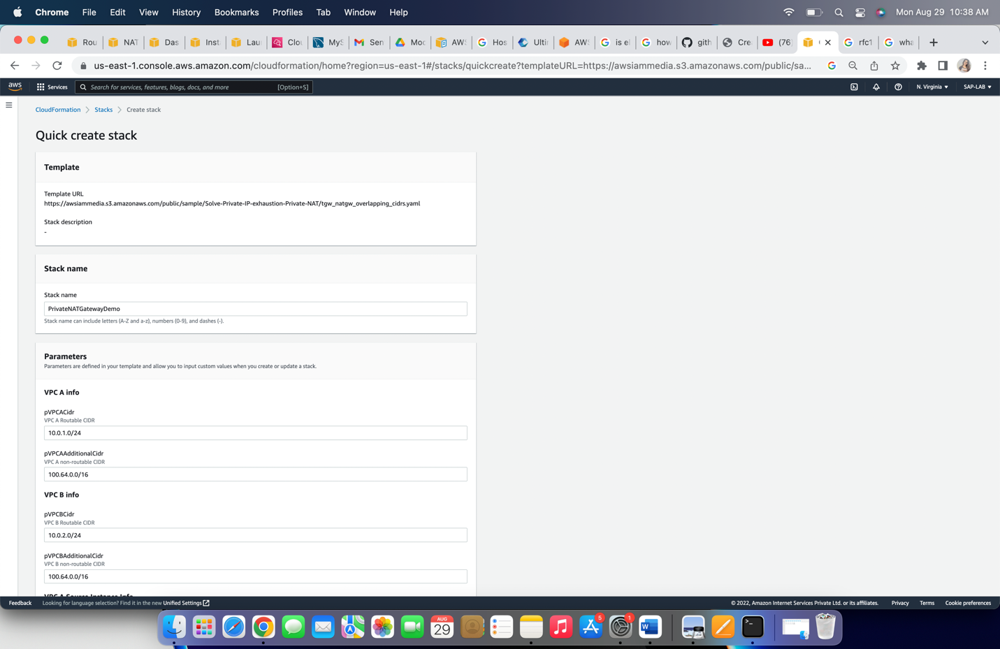 Chrome File Edit View History Bookmarks Profiles Tab Window Help Mon Aug 29 10:38 AM
Rou NAT Das Inst Lau Clou MyS Sen Moc AWS Hos Ultir AWS is el how gith Cre (76) rfc1 wha
us-east-1.console.aws.amazon.com/cloudformation/home?region=us-east-1#/stacks/quickcreate?templateURL=https://awsiammedia.s3.amazonaws.com/public/sa...
aws Services Search for services, features, blogs, docs, and more [Option+S] N. Virginia SAP-LAB
CloudFormation Stacks Create stack
Quick create stack
Template
Template URL
https://awsiammedia.s3.amazonaws.com/public/sample/Solve-Private-IP-exhaustion-Private-NAT/tgw_natgw_overlapping_cidrs.yaml
Stack description
-
Stack name
Stack name
PrivateNATGatewayDemo
Stack name can include letters (A-Z and a-z), numbers (0-9), and dashes (-).
Parameters
Parameters are defined in your template and allow you to input custom values when you create or update a stack.
VPC A info
pVPCACidr
VPC A Routable CIDR
10.0.1.0/24
pVPCAAdditionalCidr
VPC A non-routable CIDR
100.64.0.0/16
VPC B info
pVPCBCidr
VPC B Routable CIDR
10.0.2.0/24
pVPCBAdditionalCidr
VPC B non-routable CIDR
100.64.0.0/16
VPC A Source Instance Info
Feedback Looking for language selection? Find it in the new Unified Settings © 2022, Amazon Internet Services Private Ltd. or its affiliates. Privacy Terms Cookie preferences
AUG 29 5 1